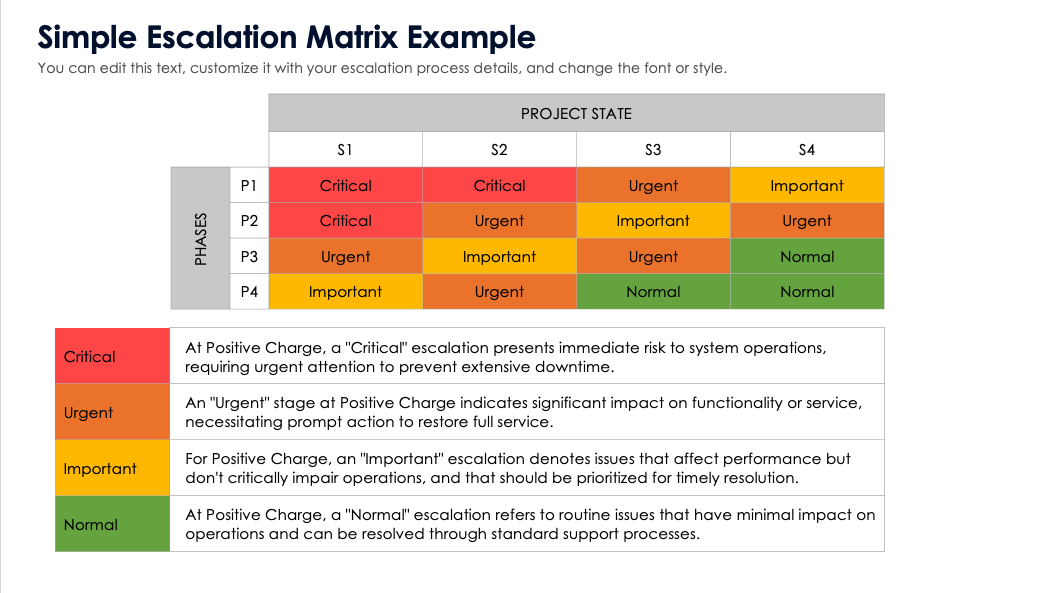 Simple Escalation Matrix Example
You can edit this text, customize it with your escalation process details, and change the font or style.
PROJECT STATE
S1 S2 S3 S4
PHASES
P1 Critical Critical Urgent Important
P2 Critical Urgent Important Urgent
P3 Urgent Important Urgent Normal
P4 Important Urgent Normal Normal
Critical
At Positive Charge, a "Critical" escalation presents immediate risk to system operations,
requiring urgent attention to prevent extensive downtime.
Urgent
An "Urgent" stage at Positive Charge indicates significant impact on functionality or service,
necessitating prompt action to restore full service.
Important
For Positive Charge, an "Important" escalation denotes issues that affect performance but
don't critically impair operations, and that should be prioritized for timely resolution.
Normal
At Positive Charge, a "Normal" escalation refers to routine issues that have minimal impact on
operations and can be resolved through standard support processes.